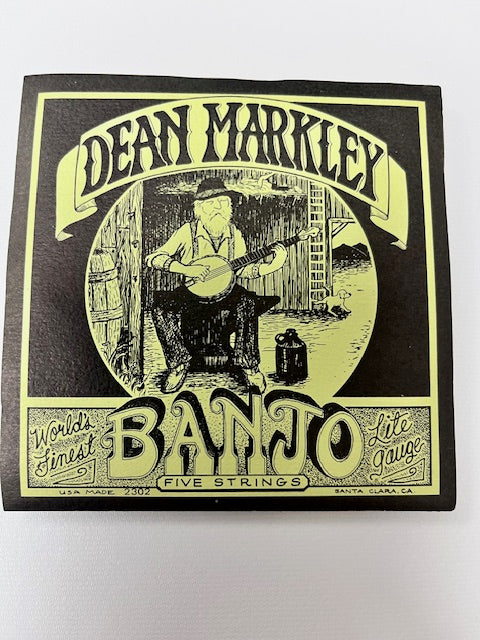 DEAN MARKLEY
World's
Finest
BANJO
Lite
Gauge
FIVE STRINGS
USA MADE 2302
SANTA CLARA, CA.